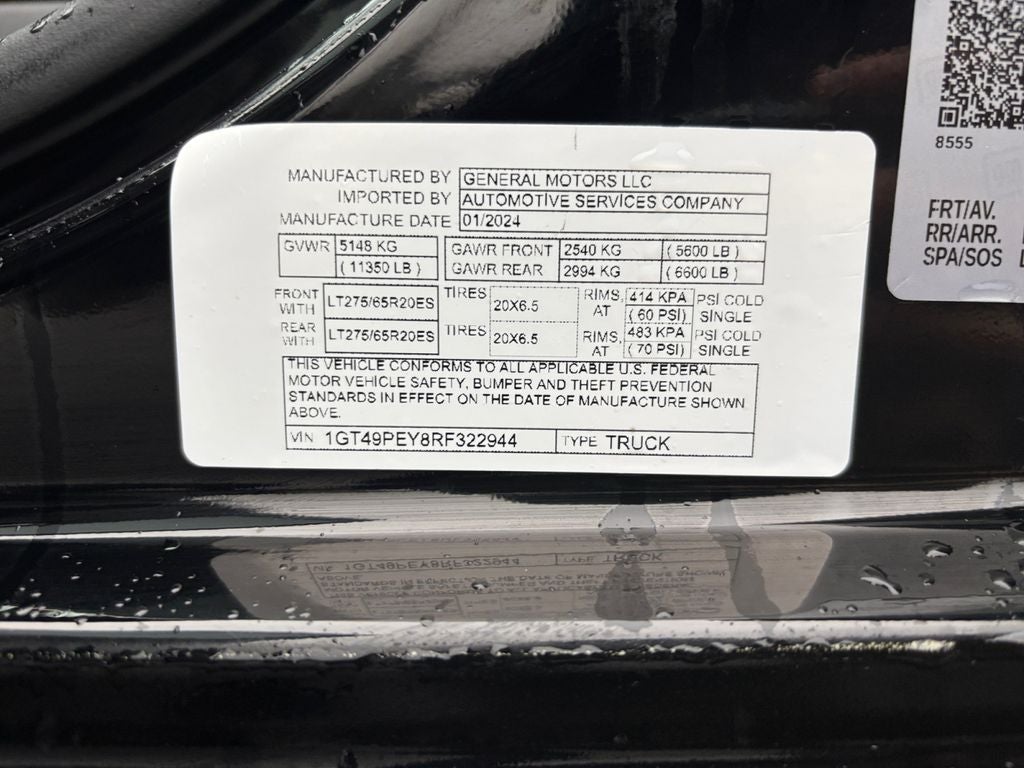 MANUFACTURED BY GENERAL MOTORS LLC
IMPORTED BY AUTOMOTIVE SERVICES COMPANY
MANUFACTURE DATE 01/2024
GVWR 5148 KG GAWR FRONT 2540 KG (5600 LB)
(11350 LB) GAWR REAR 2994 KG (6600 LB)
FRONT WITH LT275/65R20ES TIRES 20X6.5 RIMS, AT 414 KPA (60 PSI) PSI COLD SINGLE
REAR WITH LT275/65R20ES TIRES 20X6.5 RIMS, AT 483 KPA (70 PSI) PSI COLD SINGLE
THIS VEHICLE CONFORMS TO ALL APPLICABLE U.S. FEDERAL
MOTOR VEHICLE SAFETY, BUMPER AND THEFT PREVENTION
STANDARDS IN EFFECT ON THE DATE OF MANUFACTURE SHOWN
ABOVE.
VIN 1GT49PEY8RF322944 TYPE TRUCK
8555
FRT/AV.
RR/ARR.
SPA/SOS